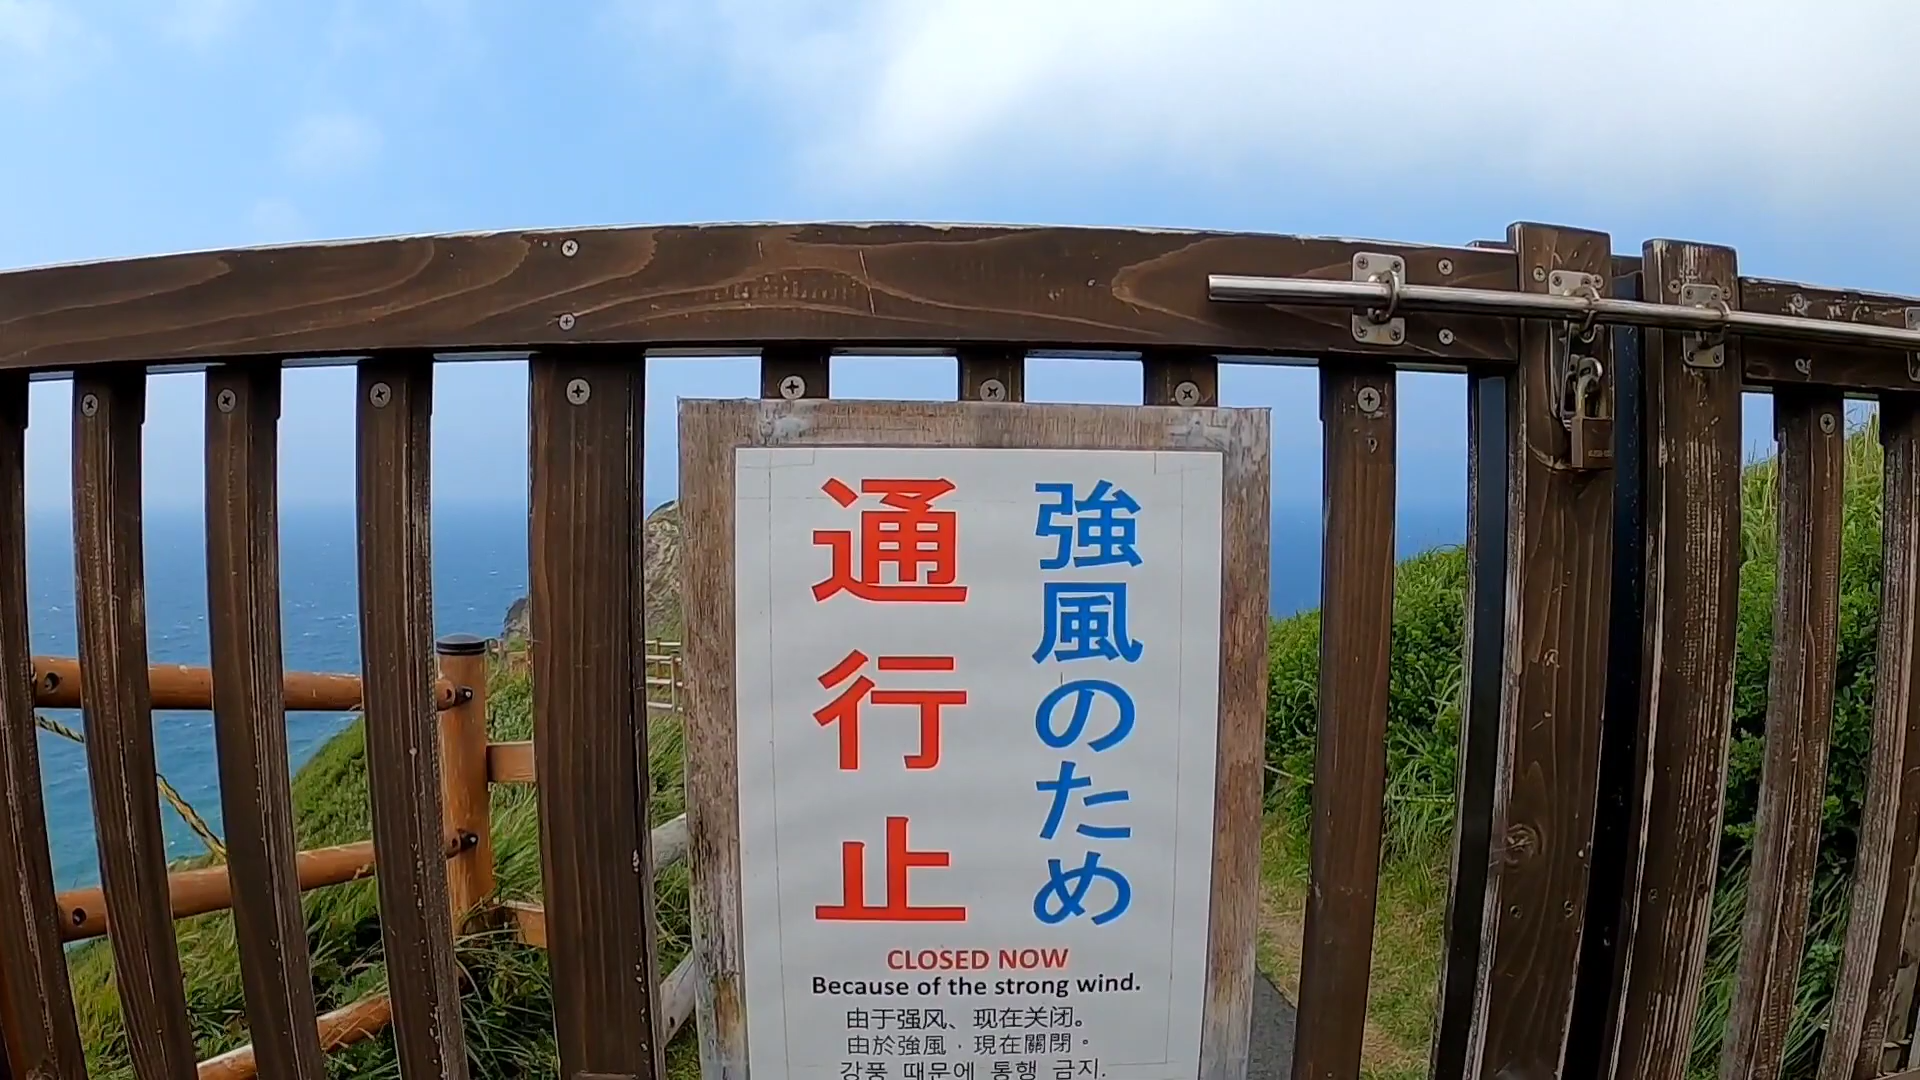 強風のため
通行止
CLOSED NOW
Because of the strong wind.
由于强风、现在关闭。
由於強風，現在關閉。
강풍 때문에 통행 금지.